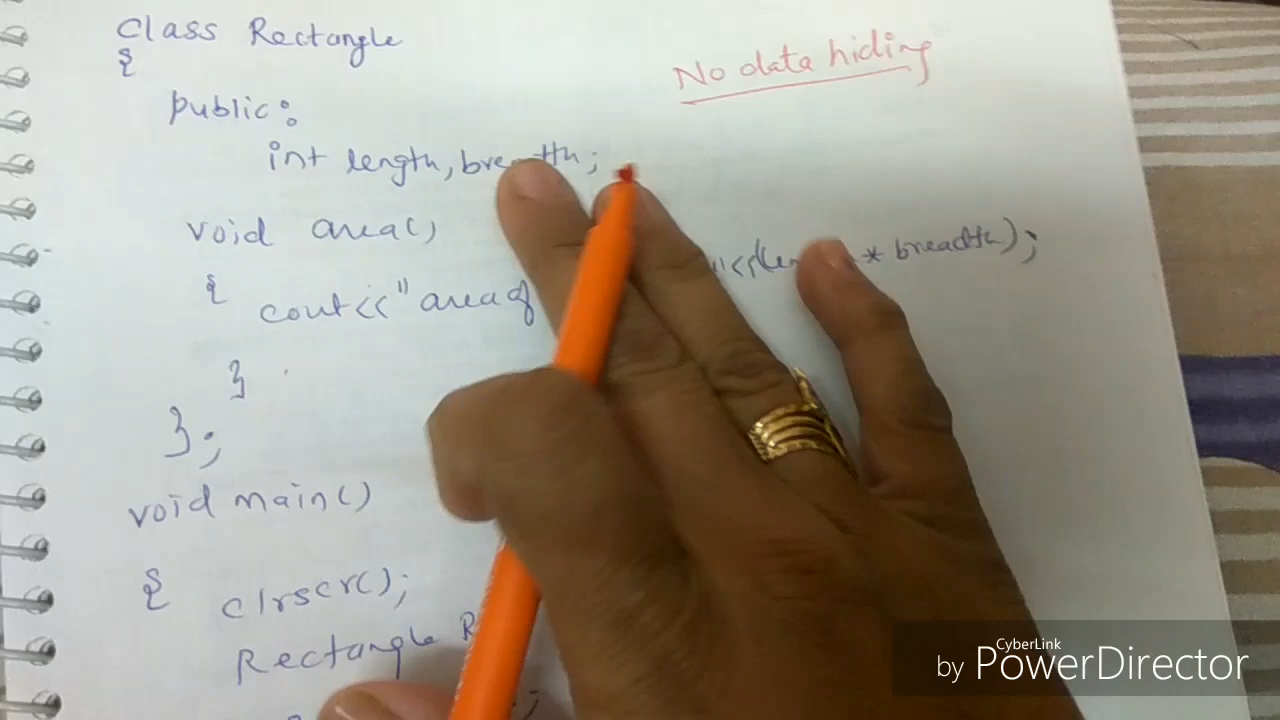 Class Rectangle
{
No data hiding
public:
int length, breadth;
void area()
{ cout<<" area of "<<( * breadth);
}
};
void main()
{ clrscr();
Rectangle R
;
CyberLink
by PowerDirector